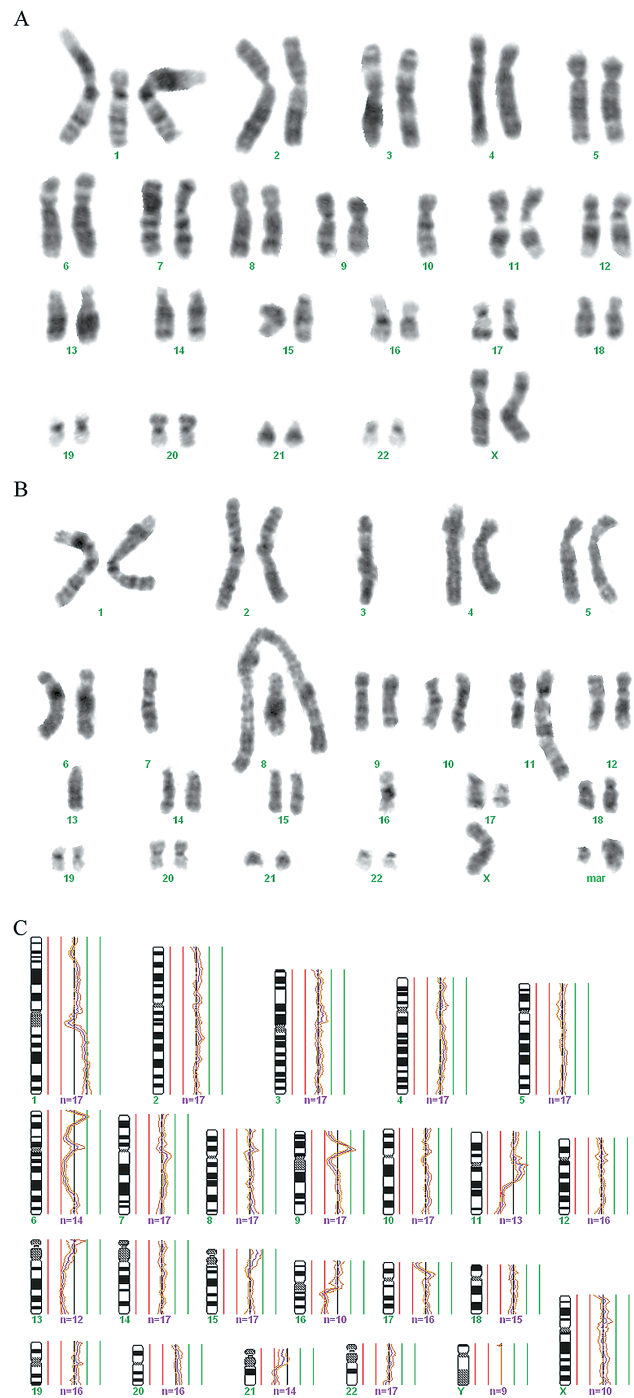 A
1 2 3 4 5
6 7 8 9 10 11 12
13 14 15 16 17 18
19 20 21 22 X
B
1 2 3 4 5
6 7 8 9 10 11 12
13 14 15 16 17 18
19 20 21 22 X mar
C
1 n=17 2 n=17 3 n=17 4 n=17 5 n=17
6 n=14 7 n=17 8 n=17 9 n=17 10 n=17 11 n=13 12 n=16
13 n=12 14 n=17 15 n=17 16 n=10 17 n=16 18 n=15
19 n=16 20 n=16 21 n=14 22 n=17 Y n=9 X n=10